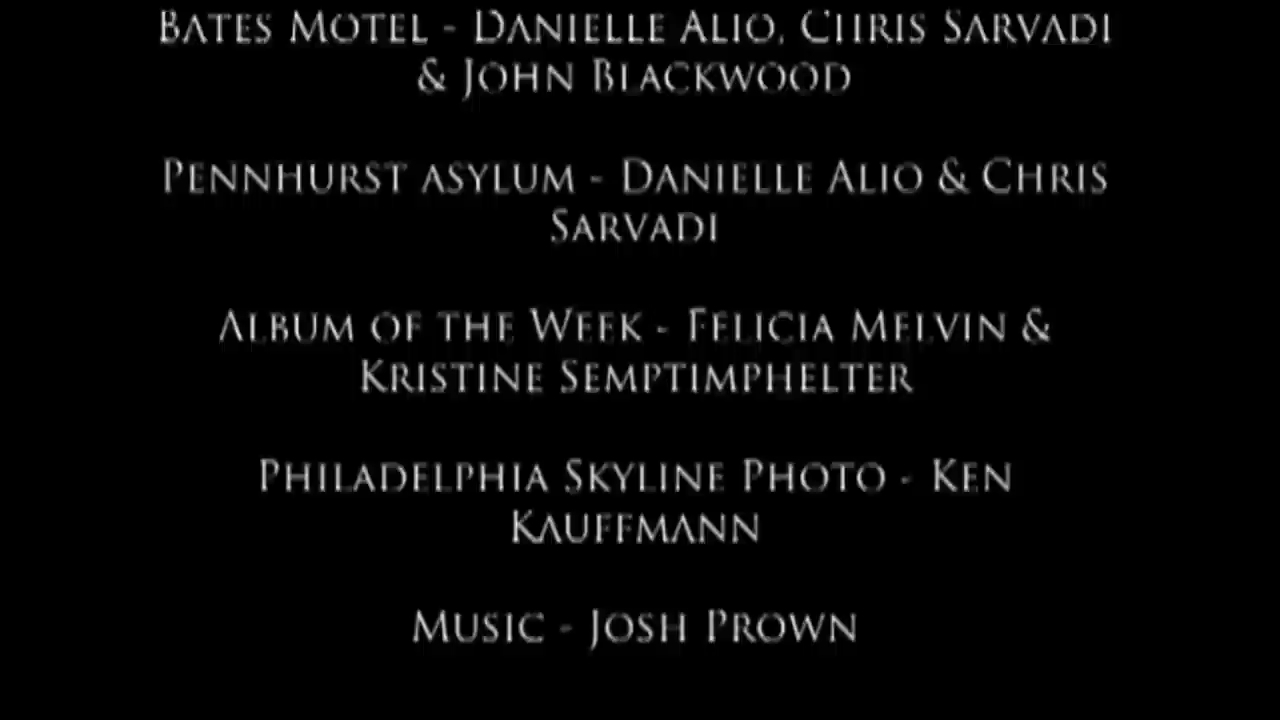 Bates Motel - Danielle Alio, Chris Sarvadi
& John Blackwood
Pennhurst asylum - Danielle Alio & Chris
Sarvadi
Album of the Week - Felicia Melvin &
Kristine Semptimphelter
Philadelphia Skyline Photo - Ken
Kauffmann
Music - Josh Prown